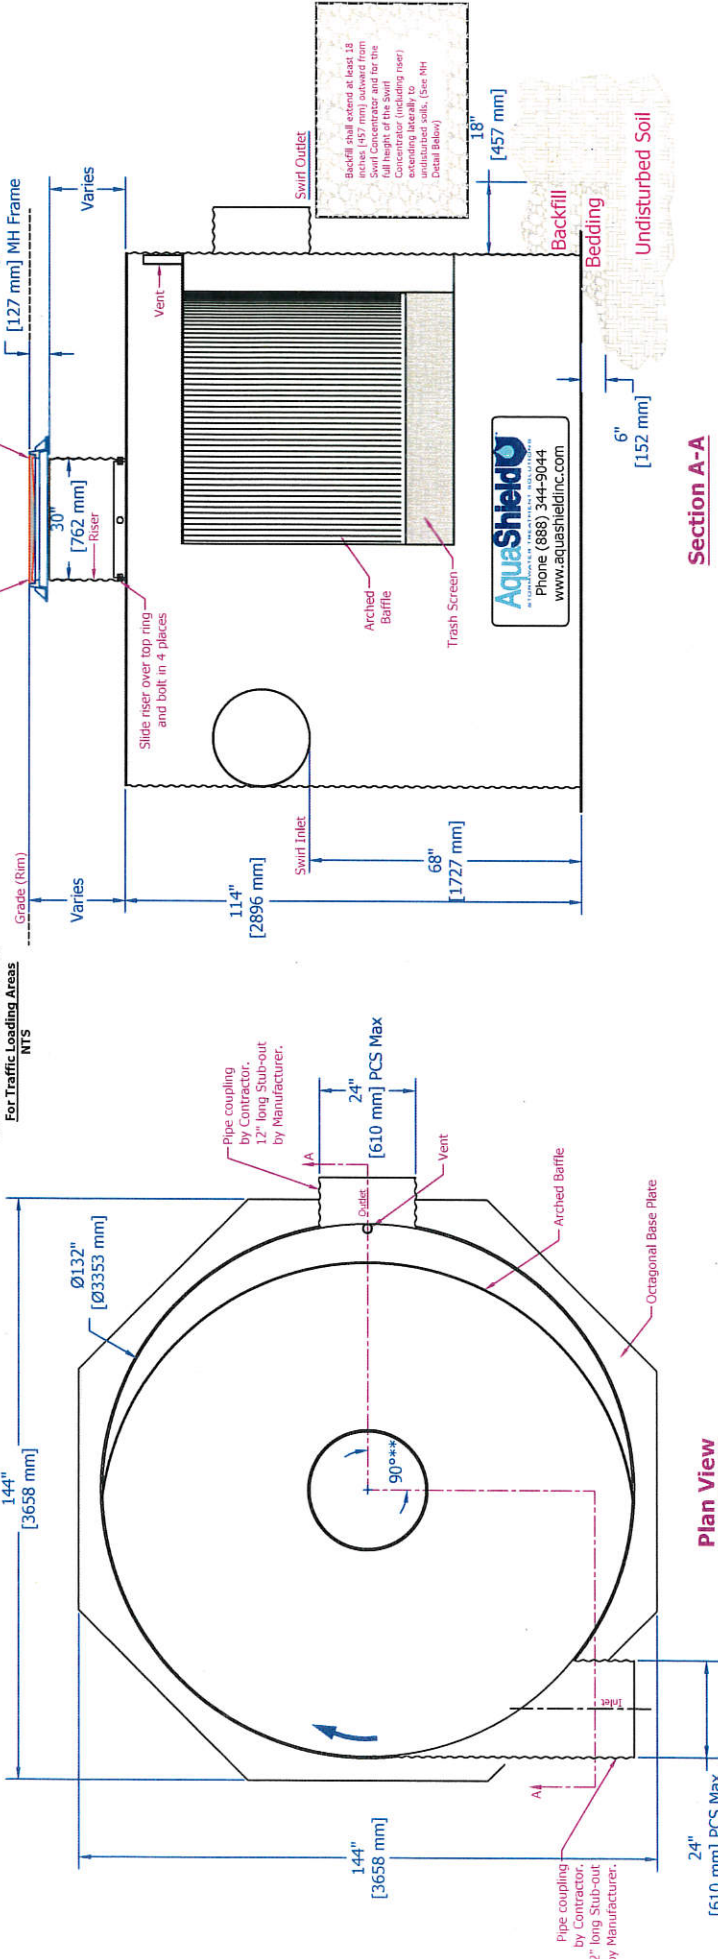 For Traffic Loading Areas
NTS
Grade (Rim)
Varies
114"
[2896 mm]
Swirl Inlet
68"
[1727 mm]
Slide riser over top ring
and bolt in 4 places
30"
[762 mm]
Riser
[127 mm] MH Frame
Varies
Vent
Swirl Outlet
Arched
Baffle
Trash Screen
AquaShield
STORMWATER TREATMENT SOLUTIONS
Phone (888) 344-9044
www.aquashieldinc.com
Backfill shall extend at least 18
inches [457 mm] outward from
Swirl Concentrator and for the
full height of the Swirl
Concentrator (including riser)
extending laterally to
undisturbed soils. (See MH
Detail Below)
18"
[457 mm]
Backfill
Bedding
Undisturbed Soil
6"
[152 mm]
Section A-A
144"
[3658 mm]
Ø132"
[Ø3353 mm]
Pipe coupling
by Contractor.
12" long Stub-out
by Manufacturer.
A
Outlet
24"
[610 mm] PCS Max
Vent
Arched Baffle
Octagonal Base Plate
90°**
144"
[3658 mm]
A
Inlet
Pipe coupling
by Contractor.
2" long Stub-out
by Manufacturer.
24"
[610 mm] PCS Max
Plan View